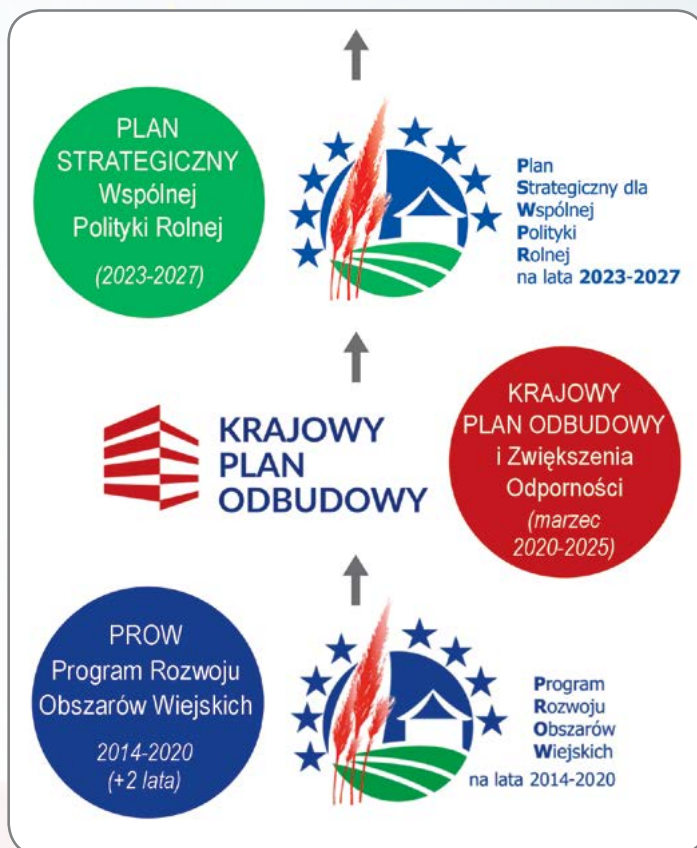 PLAN
STRATEGICZNY
Wspólnej
Polityki Rolnej
(2023-2027)
Plan
Strategiczny dla
Wspólnej
Polityki
Rolnej
na lata 2023-2027
KRAJOWY
PLAN
ODBUDOWY
KRAJOWY
PLAN ODBUDOWY
i Zwiększenia
Odporności
(marzec
2020-2025)
PROW
Program Rozwoju
Obszarów Wiejskich
2014-2020
(+2 lata)
Program
Rozwoju
Obszarów
Wiejskich
na lata 2014-2020